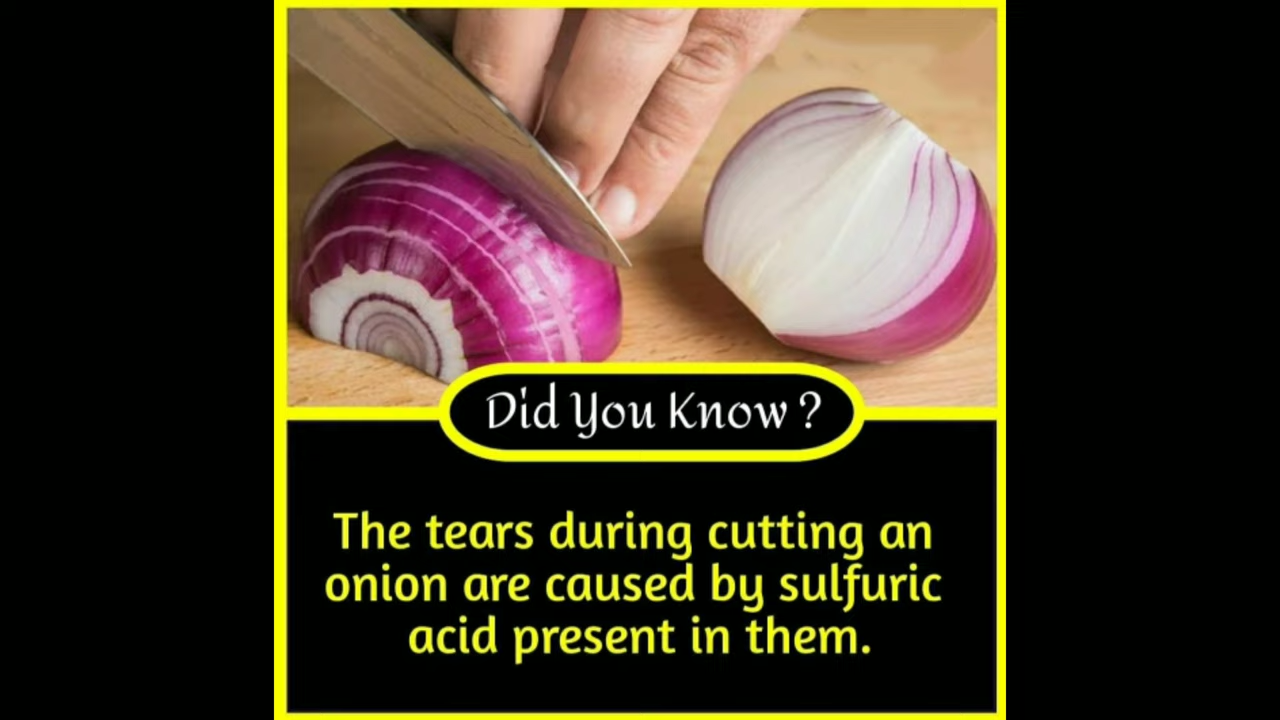 Did You Know ?
The tears during cutting an
onion are caused by sulfuric
acid present in them.